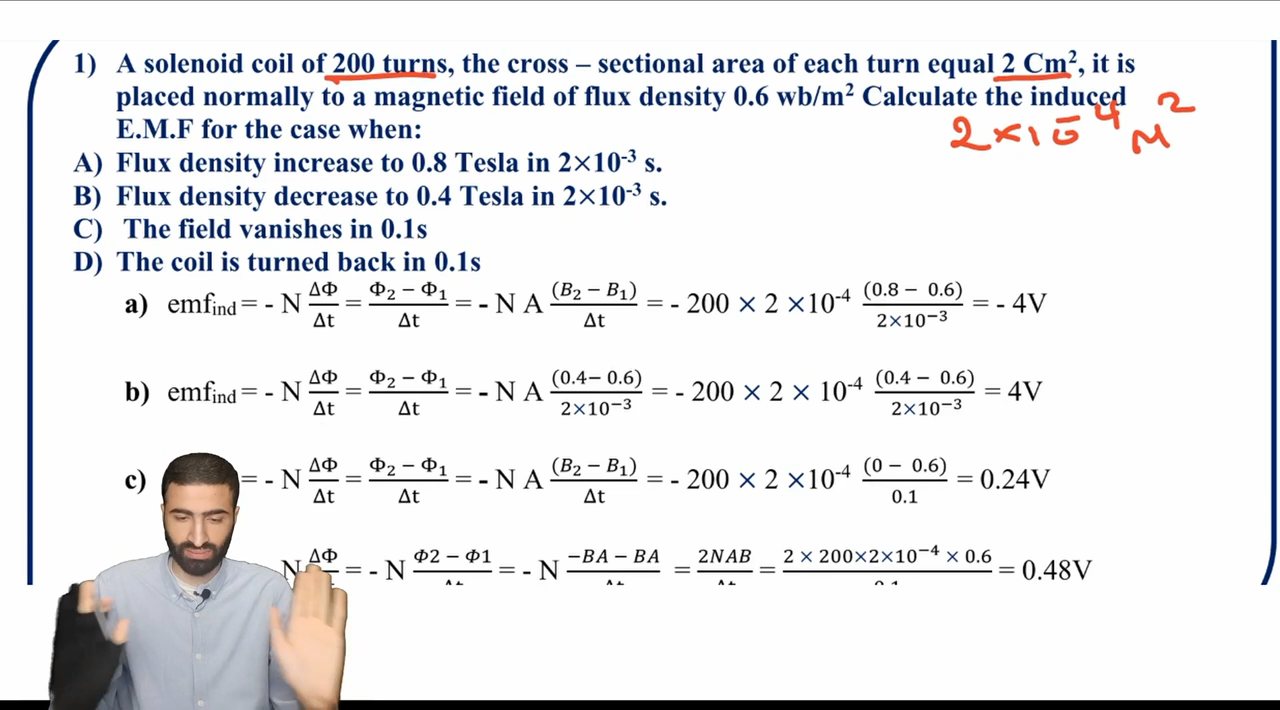 1) A solenoid coil of 200 turns, the cross – sectional area of each turn equal 2 Cm², it is
placed normally to a magnetic field of flux density 0.6 wb/m² Calculate the induced
E.M.F for the case when:
2×10⁻⁴ M²
A) Flux density increase to 0.8 Tesla in 2×10⁻³ s.
B) Flux density decrease to 0.4 Tesla in 2×10⁻³ s.
C) The field vanishes in 0.1s
D) The coil is turned back in 0.1s
a) emf_ind = - N ΔΦ/Δt = Φ₂ − Φ₁/Δt = - N A (B₂ − B₁)/Δt = - 200 × 2 ×10⁻⁴ (0.8 − 0.6)/2×10⁻³ = - 4V
b) emf_ind = - N ΔΦ/Δt = Φ₂ − Φ₁/Δt = - N A (0.4− 0.6)/2×10⁻³ = - 200 × 2 × 10⁻⁴ (0.4 − 0.6)/2×10⁻³ = 4V
c) = - N ΔΦ/Δt = Φ₂ − Φ₁/Δt = - N A (B₂ − B₁)/Δt = - 200 × 2 ×10⁻⁴ (0 − 0.6)/0.1 = 0.24V
N ΔΦ = - N Φ2 − Φ1/Δt = - N −BA − BA/Δt = 2NAB/Δt = 2 × 200×2×10⁻⁴ × 0.6/0.1 = 0.48V